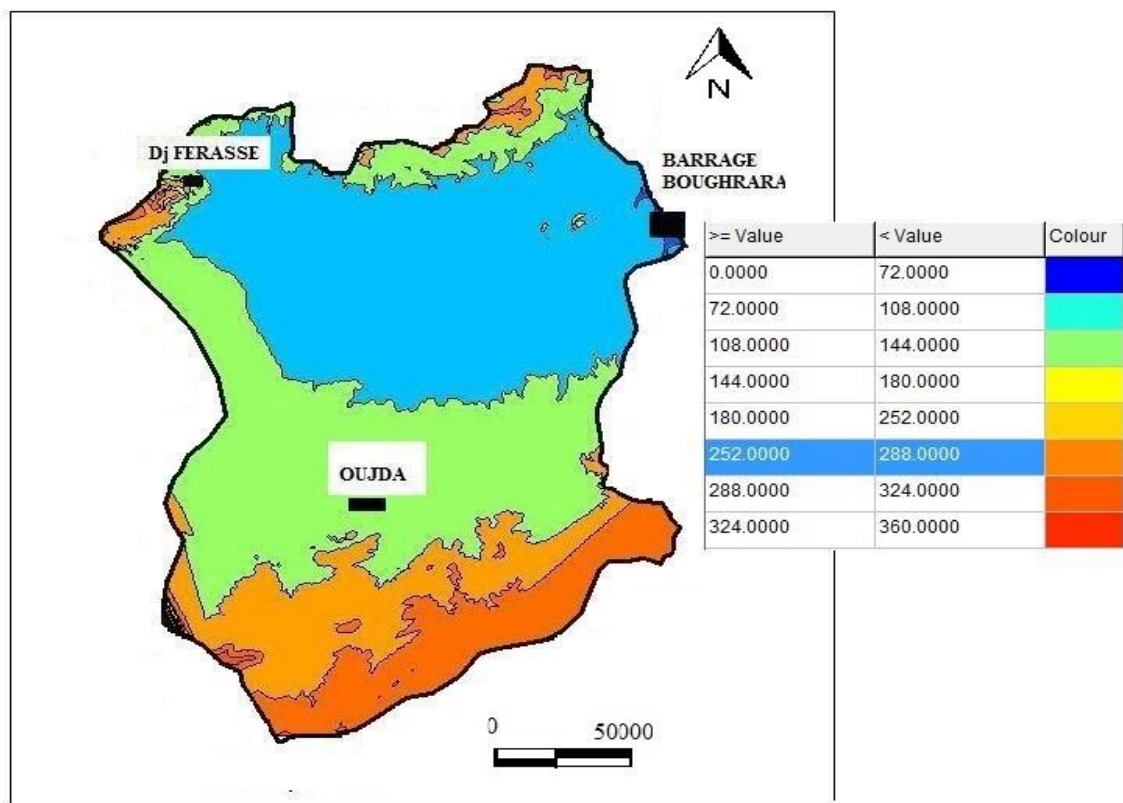 N
Dj FERASSE
BARRAGE
BOUGHRARA
>= Value < Value Colour
0.0000 72.0000
72.0000 108.0000
108.0000 144.0000
144.0000 180.0000
180.0000 252.0000
252.0000 288.0000
288.0000 324.0000
324.0000 360.0000
OUJDA
0 50000